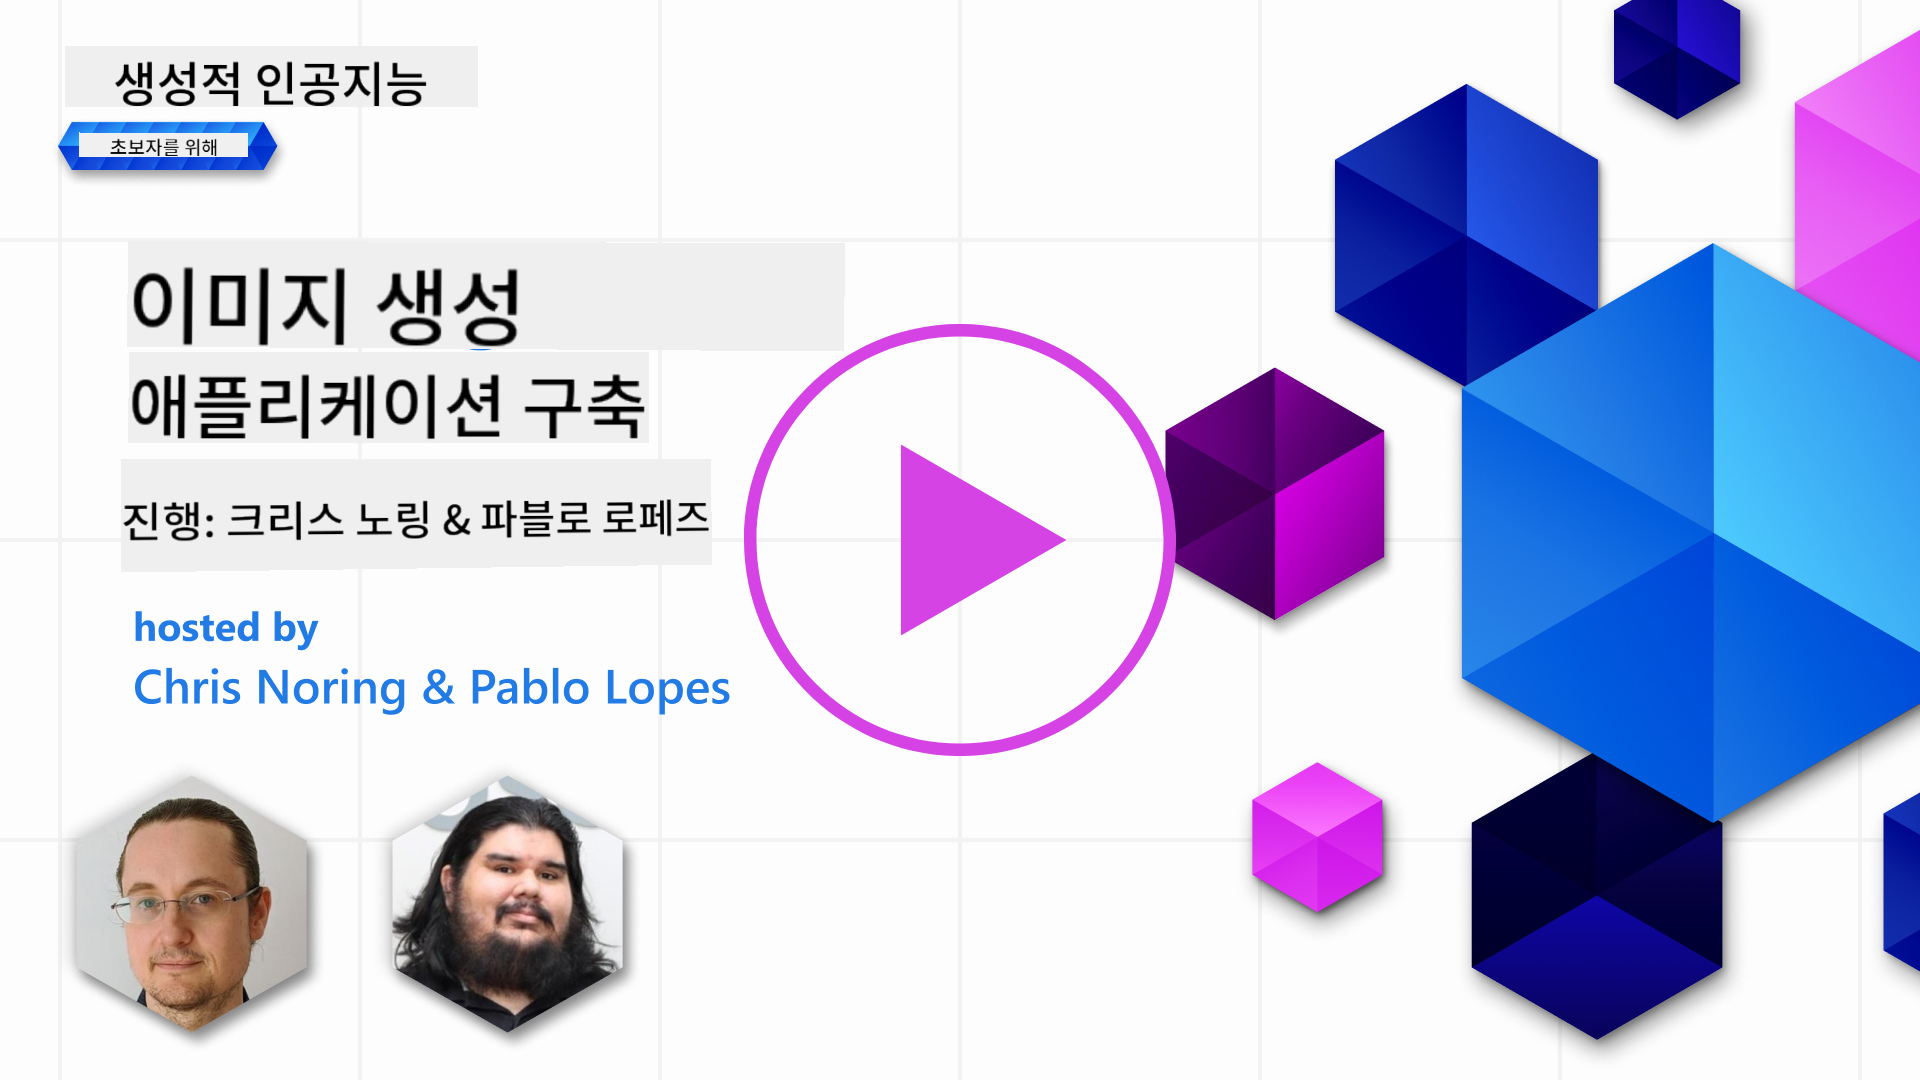 생성적 인공지능
초보자를 위해
이미지 생성
애플리케이션 구축
진행: 크리스 노링 & 파블로 로페즈
hosted by
Chris Noring & Pablo Lopes